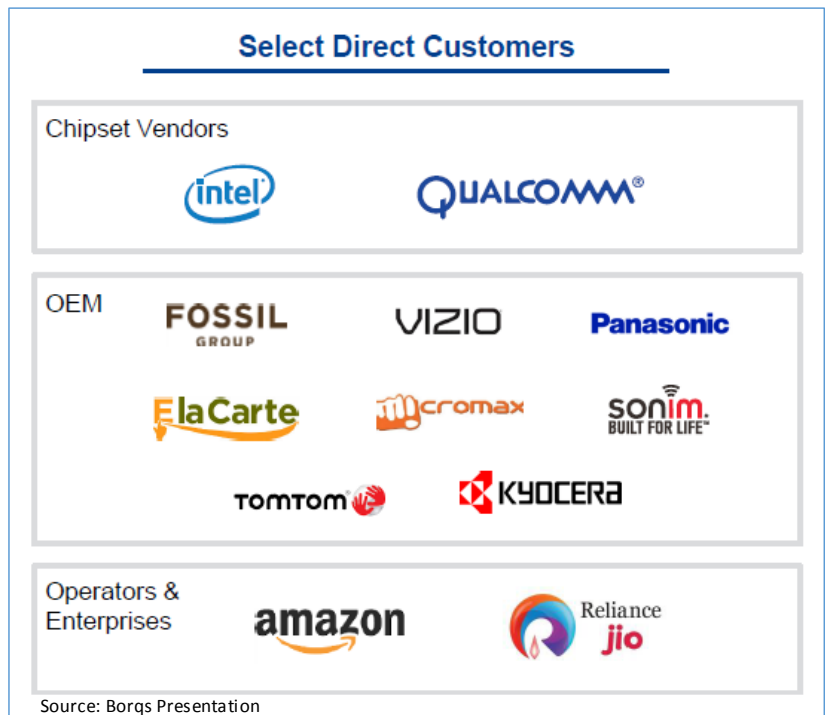 Select Direct Customers
Chipset Vendors
intel
QUALCOMM®
OEM
FOSSIL
GROUP
VIZIO
Panasonic
ElaCarte
micromax
sonim.
BUILT FOR LIFE™
TOMTOM
KYOCERA
Operators &
Enterprises
amazon
Reliance
jio
Source: Borqs Presentation